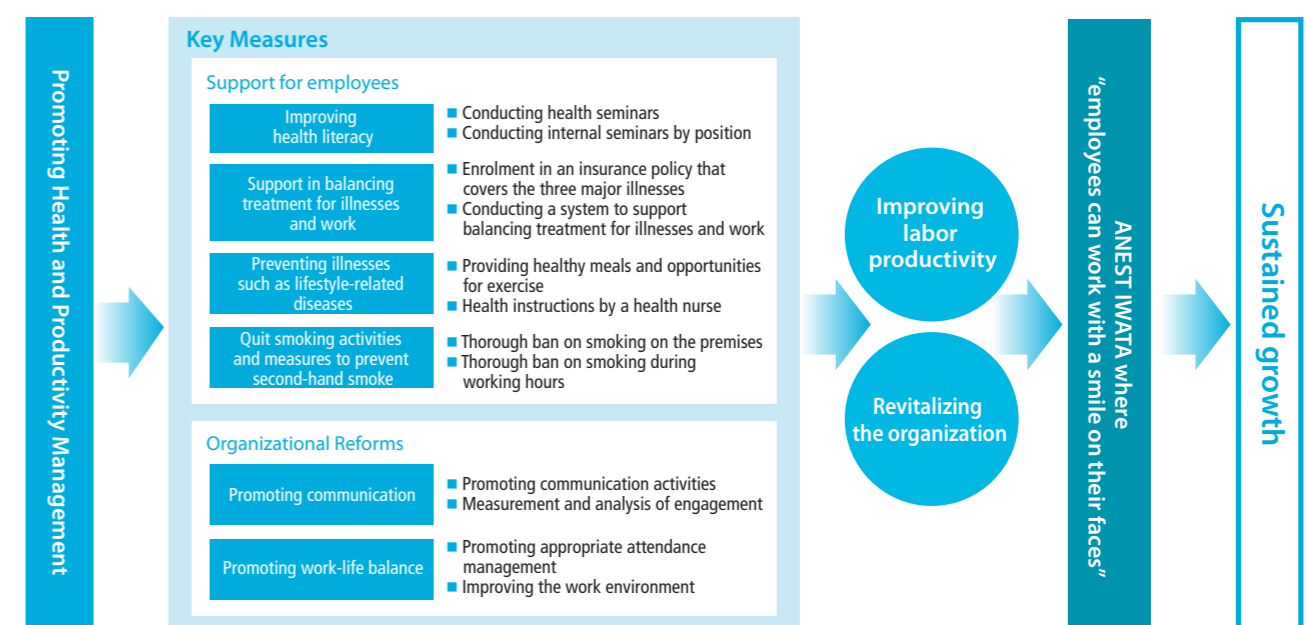 Promoting Health and Productivity Management
Key Measures
Support for employees
Improving
health literacy
■ Conducting health seminars
■ Conducting internal seminars by position
Support in balancing
treatment for illnesses
and work
■ Enrolment in an insurance policy that
covers the three major illnesses
■ Conducting a system to support
balancing treatment for illnesses and work
Preventing illnesses
such as lifestyle-related
diseases
■ Providing healthy meals and opportunities
for exercise
■ Health instructions by a health nurse
Quit smoking activities
and measures to prevent
second-hand smoke
■ Thorough ban on smoking on the premises
■ Thorough ban on smoking during
working hours
Organizational Reforms
Promoting communication
■ Promoting communication activities
■ Measurement and analysis of engagement
Promoting work-life balance
■ Promoting appropriate attendance
management
■ Improving the work environment
Improving
labor
productivity
Revitalizing
the organization
ANEST IWATA where
“employees can work with a smile on their faces”
Sustained growth